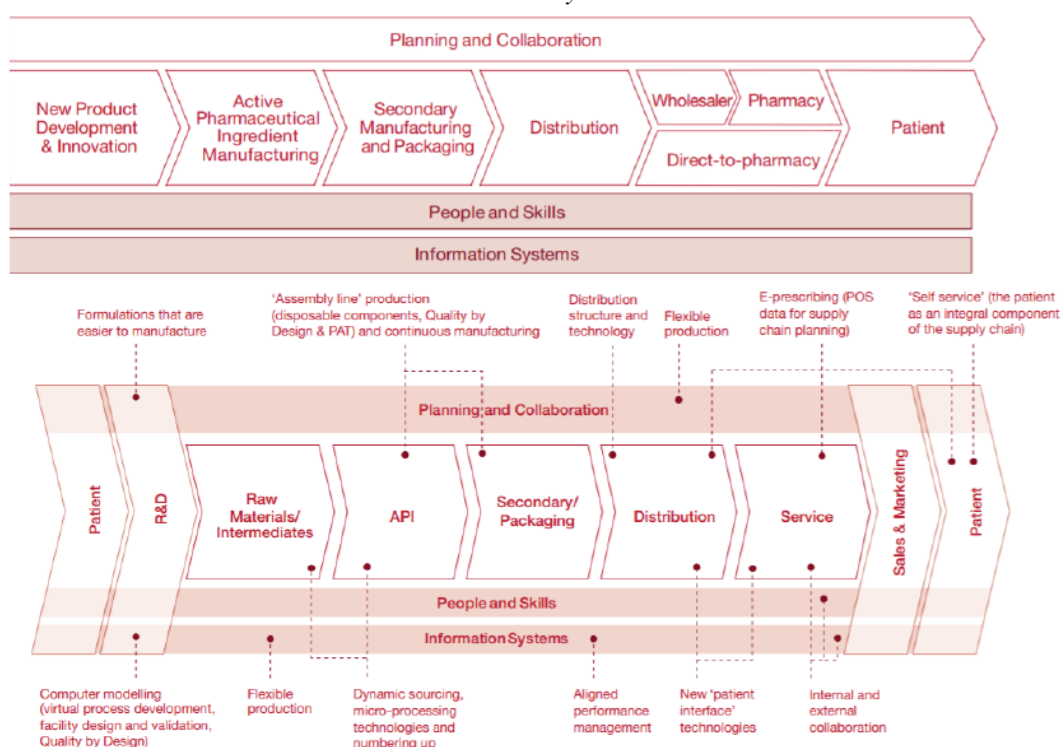 Planning and Collaboration
New Product
Development
& Innovation
Active
Pharmaceutical
Ingredient
Manufacturing
Secondary
Manufacturing
and Packaging
Distribution
Wholesaler
Pharmacy
Direct-to-pharmacy
Patient
People and Skills
Information Systems
Formulations that are
easier to manufacture
'Assembly line' production
(disposable components, Quality by
Design & PAT) and continuous manufacturing
Distribution
structure and
technology
Flexible
production
E-prescribing (POS
data for supply
chain planning)
'Self service' (the patient
as an integral component
of the supply chain)
Planning and Collaboration
Patient
R&D
Raw
Materials/
Intermediates
API
Secondary/
Packaging
Distribution
Service
Sales & Marketing
Patient
People and Skills
Information Systems
Computer modelling
(virtual process development,
facility design and validation,
Quality by Design)
Flexible
production
Dynamic sourcing,
micro-processing
technologies and
numbering up
Aligned
performance
management
New 'patient
interface'
technologies
Internal and
external
collaboration